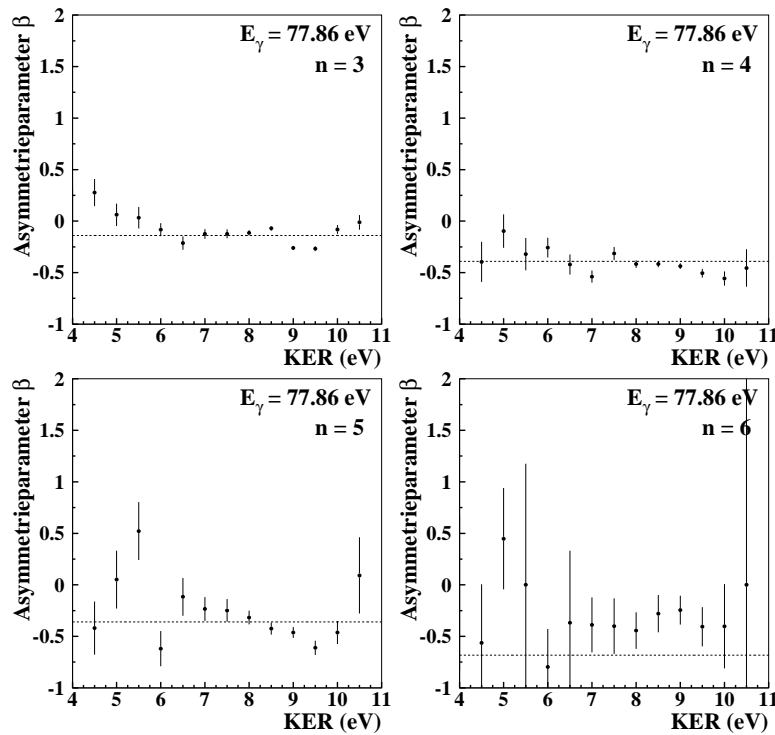 Asymmetrieparameter β
2
1.5
1
0.5
0
-0.5
-1
E_γ = 77.86 eV
n = 3
4 5 6 7 8 9 10 11
KER (eV)
Asymmetrieparameter β
2
1.5
1
0.5
0
-0.5
-1
E_γ = 77.86 eV
n = 4
4 5 6 7 8 9 10 11
KER (eV)
Asymmetrieparameter β
2
1.5
1
0.5
0
-0.5
-1
E_γ = 77.86 eV
n = 5
4 5 6 7 8 9 10 11
KER (eV)
Asymmetrieparameter β
2
1.5
1
0.5
0
-0.5
-1
E_γ = 77.86 eV
n = 6
4 5 6 7 8 9 10 11
KER (eV)